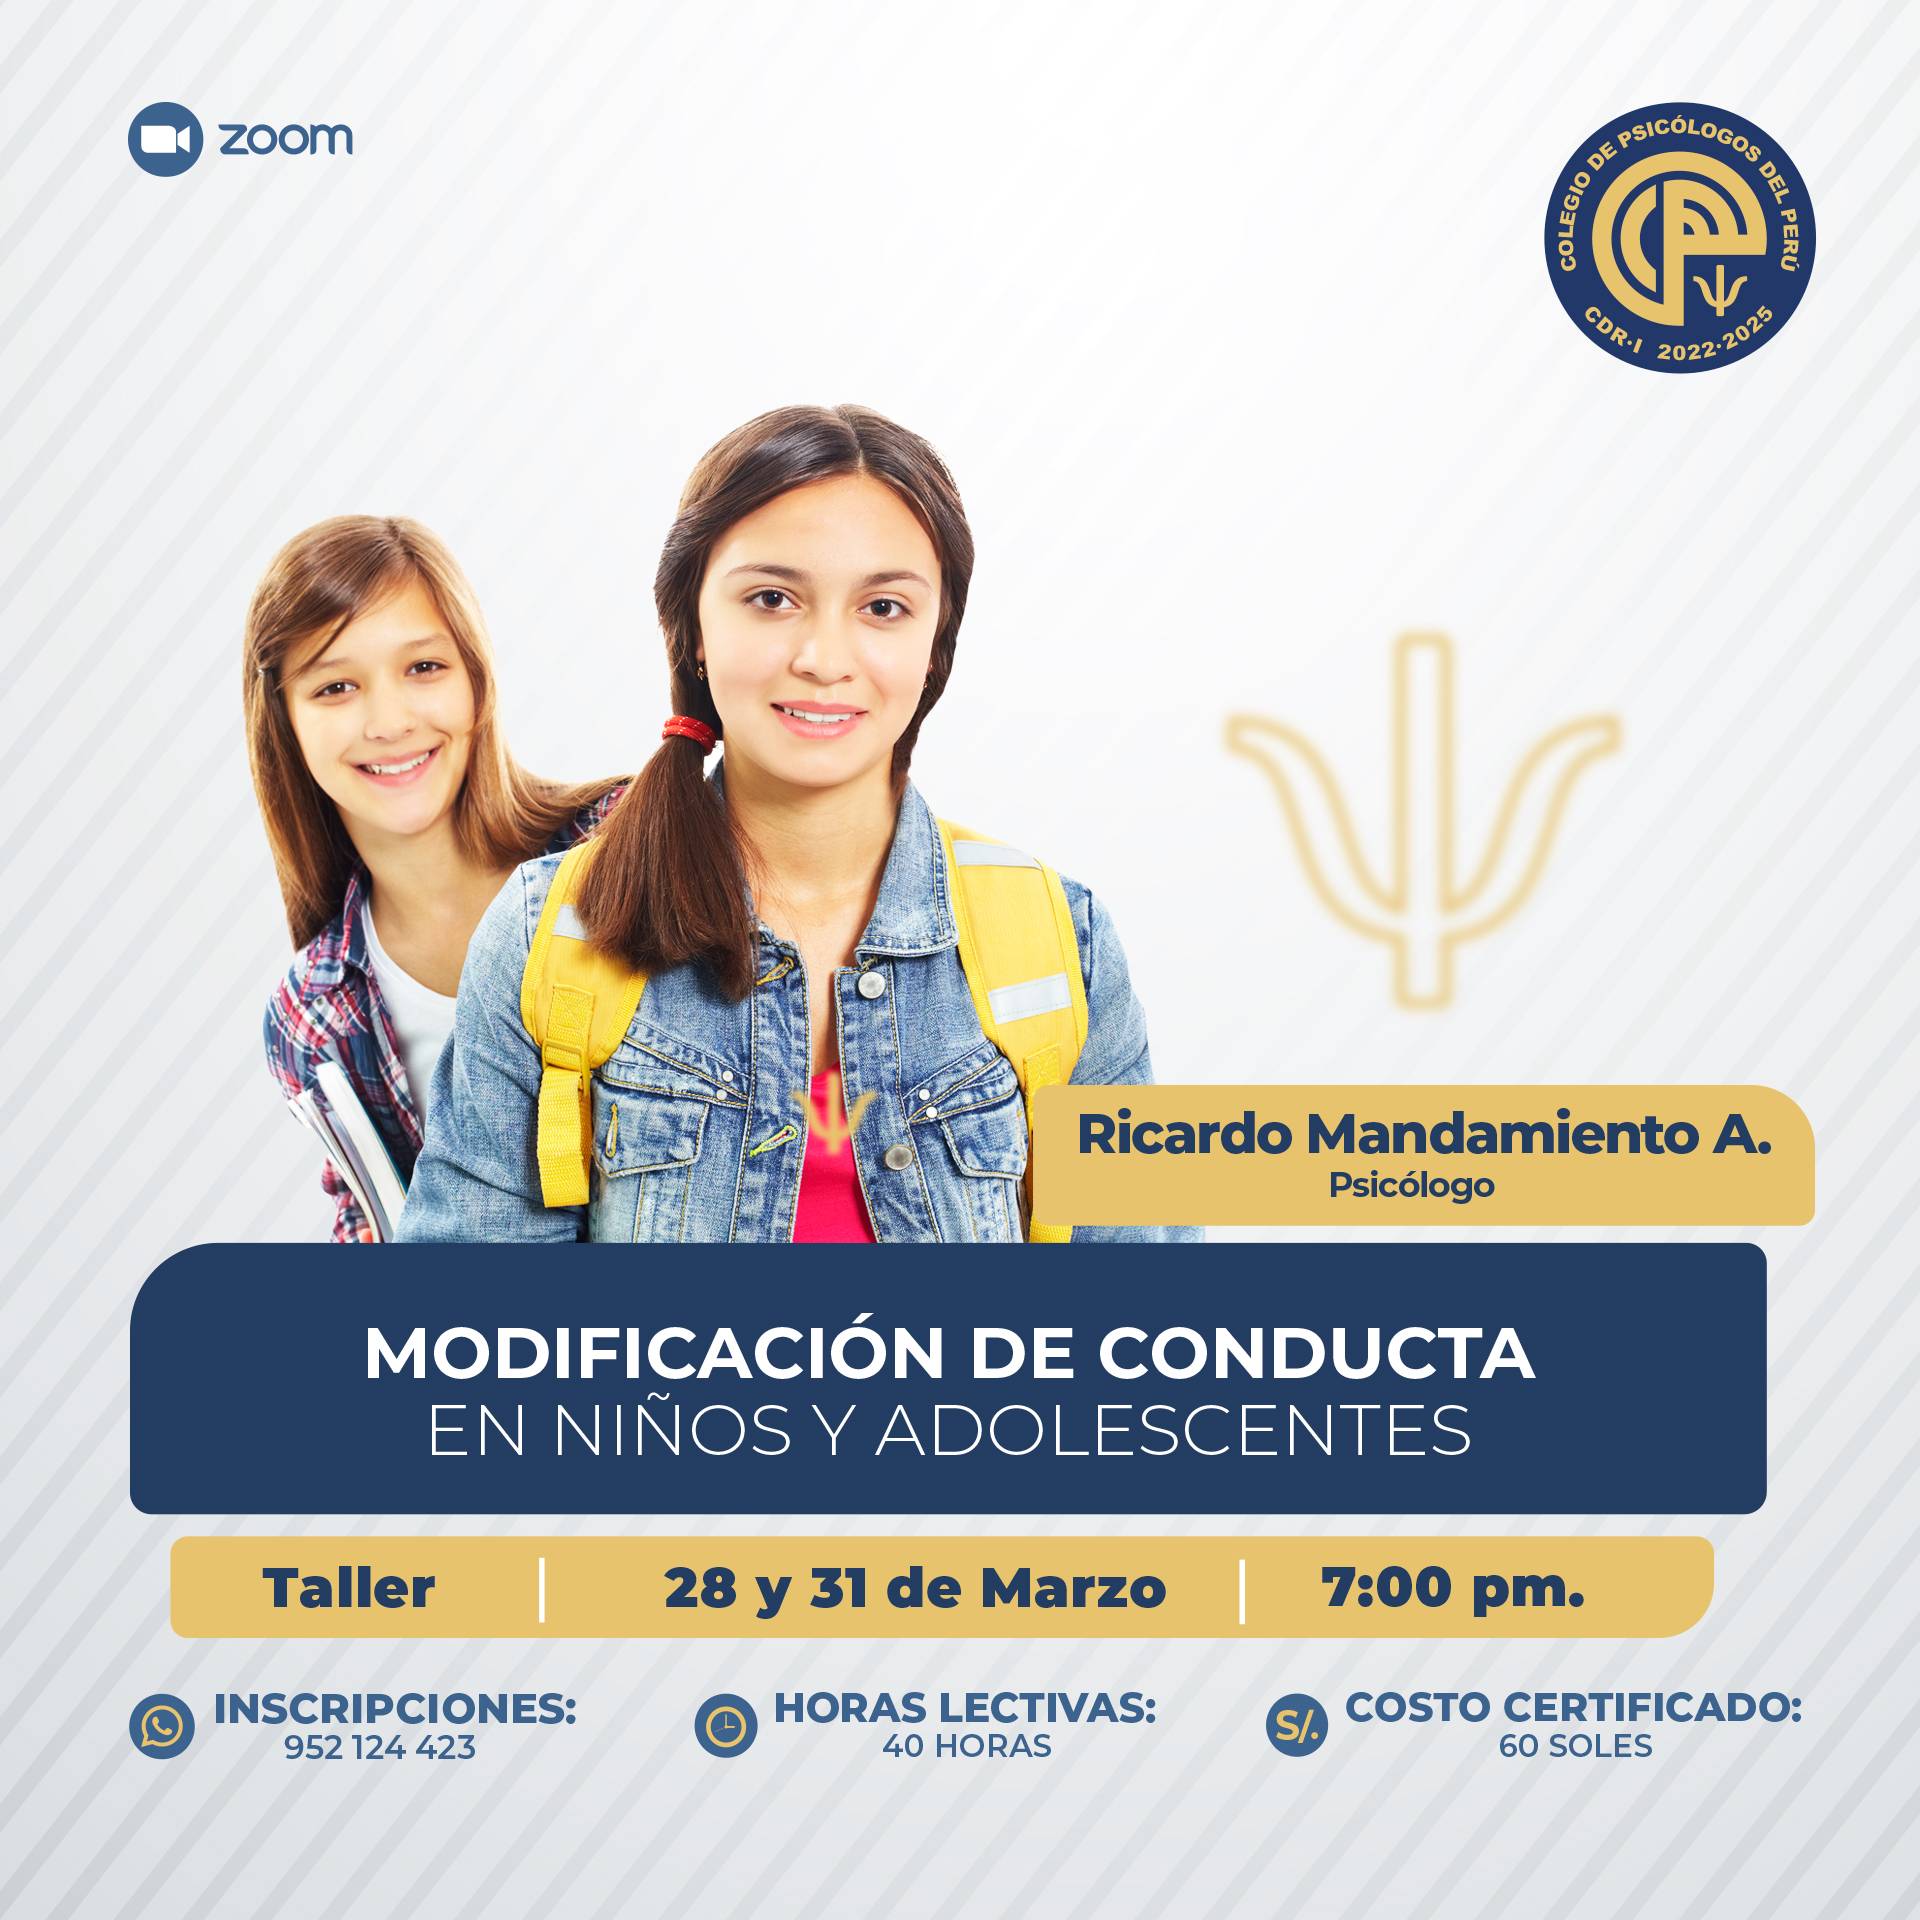 zoom
COLEGIO DE PSICÓLOGOS DEL PERÚ
CDR·I 2022·2025
Ricardo Mandamiento A.
Psicólogo
MODIFICACIÓN DE CONDUCTA
EN NIÑOS Y ADOLESCENTES
Taller 28 y 31 de Marzo 7:00 pm.
INSCRIPCIONES:
952 124 423
HORAS LECTIVAS:
40 HORAS
S/.
COSTO CERTIFICADO:
60 SOLES